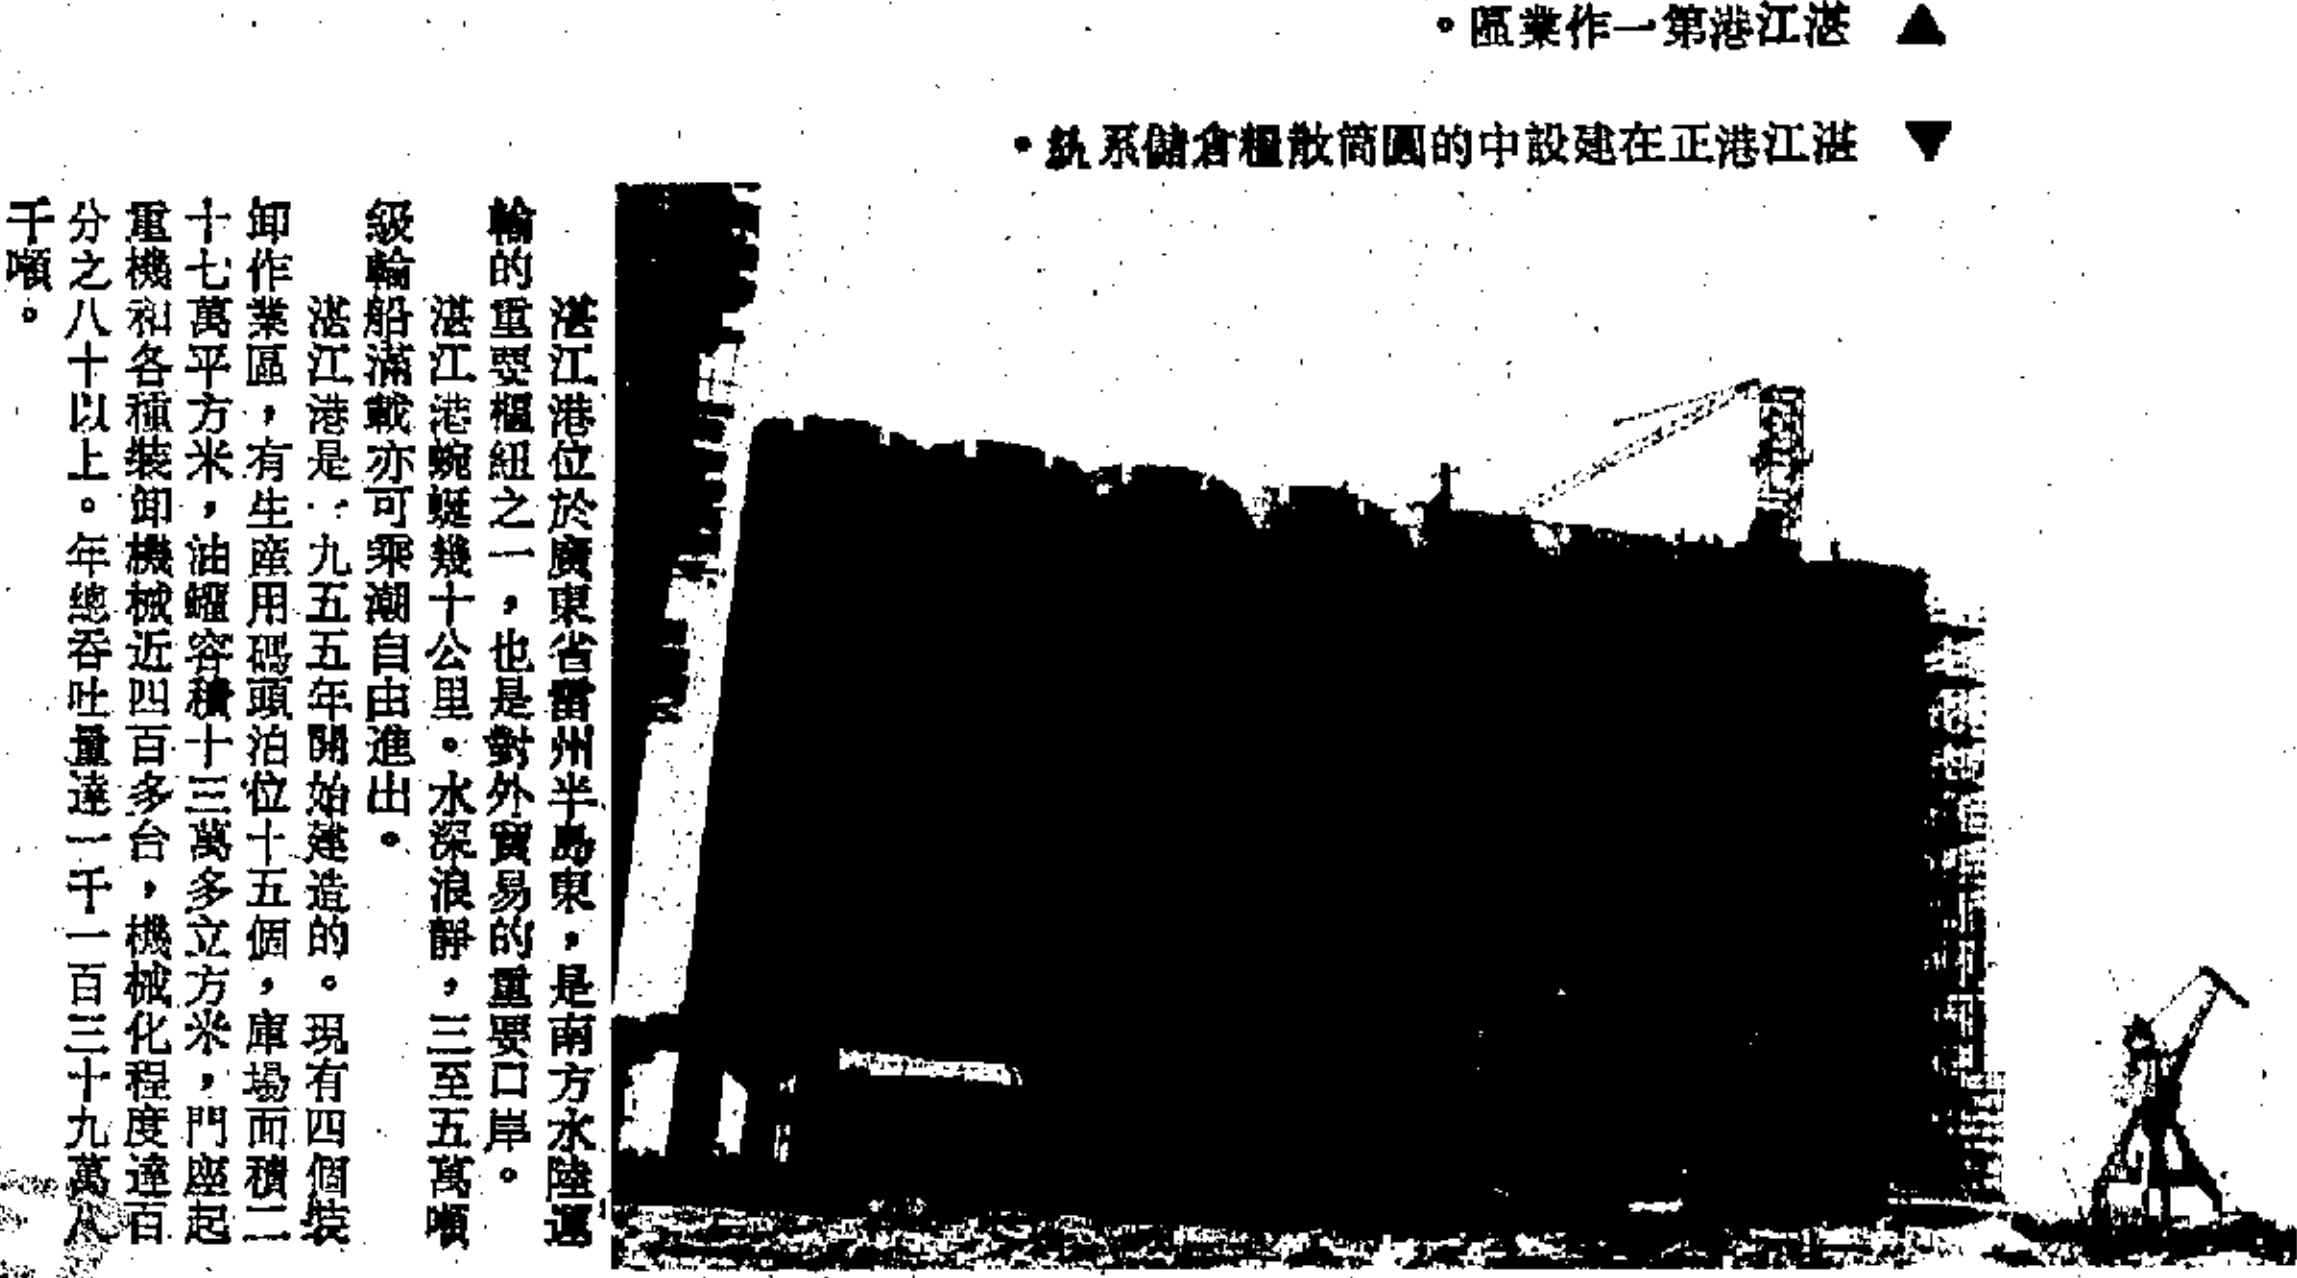 ▲ 湛江港第一作業區。
▼ 湛江港正在建設中的圓筒散糧倉儲系統。
湛江港位於廣東省雷州半島東，是南方水陸運
輸的重要樞紐之一，也是對外貿易的重要口岸。
湛江港蜿蜒幾十公里。水深浪靜，三至五萬噸
級輪船滿載亦可乘潮自由進出。
湛江港是一九五五年開始建造的。現有四個裝
卸作業區，有生產用碼頭泊位十五個，庫場面積二
十七萬平方米，油罐容積十三萬多立方米，門座起
重機和各種裝卸機械近四百多台，機械化程度達百
分之八十以上。年總吞吐量達一千一百三十九萬八
千噸。